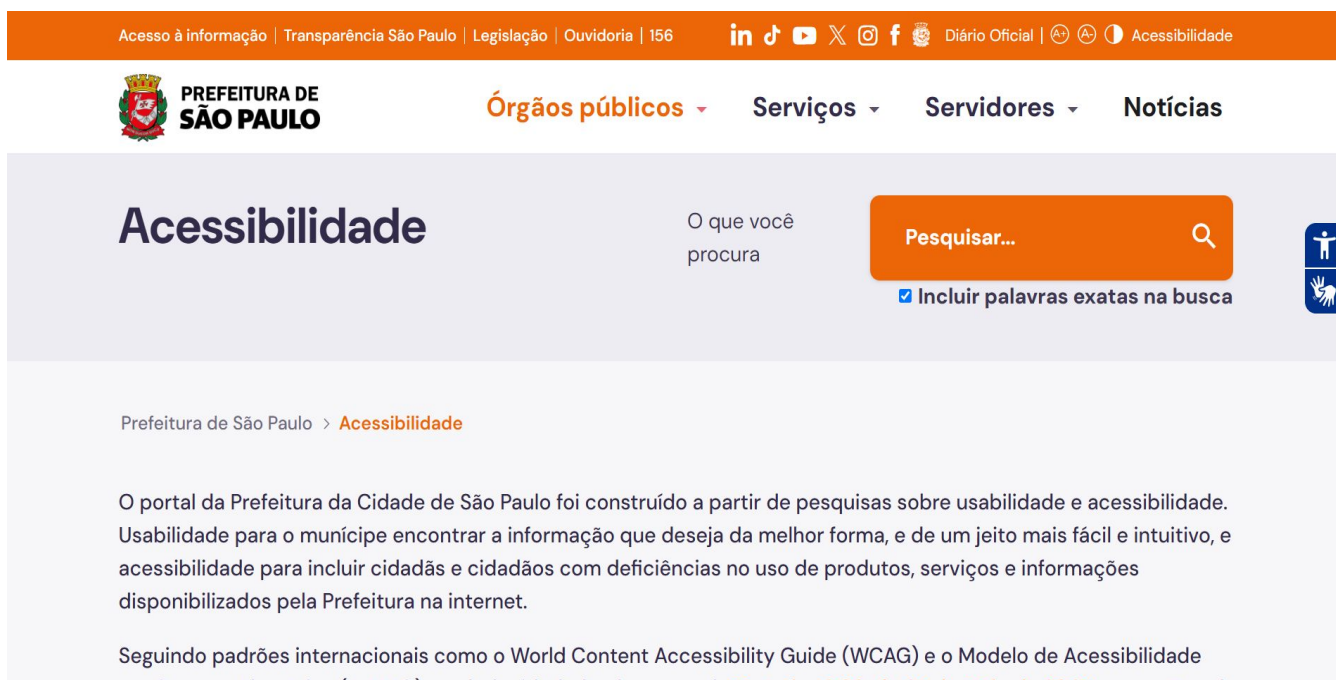 Acesso à informação | Transparência São Paulo | Legislação | Ouvidoria | 156
Diário Oficial | A+ A- Acessibilidade
PREFEITURA DE
SÃO PAULO
Órgãos públicos
Serviços
Servidores
Notícias
Acessibilidade
O que você
procura
Pesquisar...
Incluir palavras exatas na busca
Prefeitura de São Paulo > Acessibilidade
O portal da Prefeitura da Cidade de São Paulo foi construído a partir de pesquisas sobre usabilidade e acessibilidade.
Usabilidade para o munícipe encontrar a informação que deseja da melhor forma, e de um jeito mais fácil e intuitivo, e
acessibilidade para incluir cidadãs e cidadãos com deficiências no uso de produtos, serviços e informações
disponibilizados pela Prefeitura na internet.
Seguindo padrões internacionais como o World Content Accessibility Guide (WCAG) e o Modelo de Acessibilidade